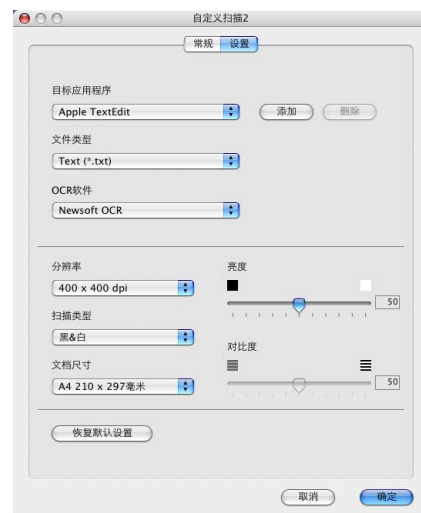 自定义扫描2
常规 设置
目标应用程序
Apple TextEdit 添加 删除
文件类型
Text (*.txt)
OCR软件
Newsoft OCR
分辨率 亮度
400 x 400 dpi 50
扫描类型
黑&白 对比度
文档尺寸
A4 210 x 297毫米 50
恢复默认设置
取消 确定